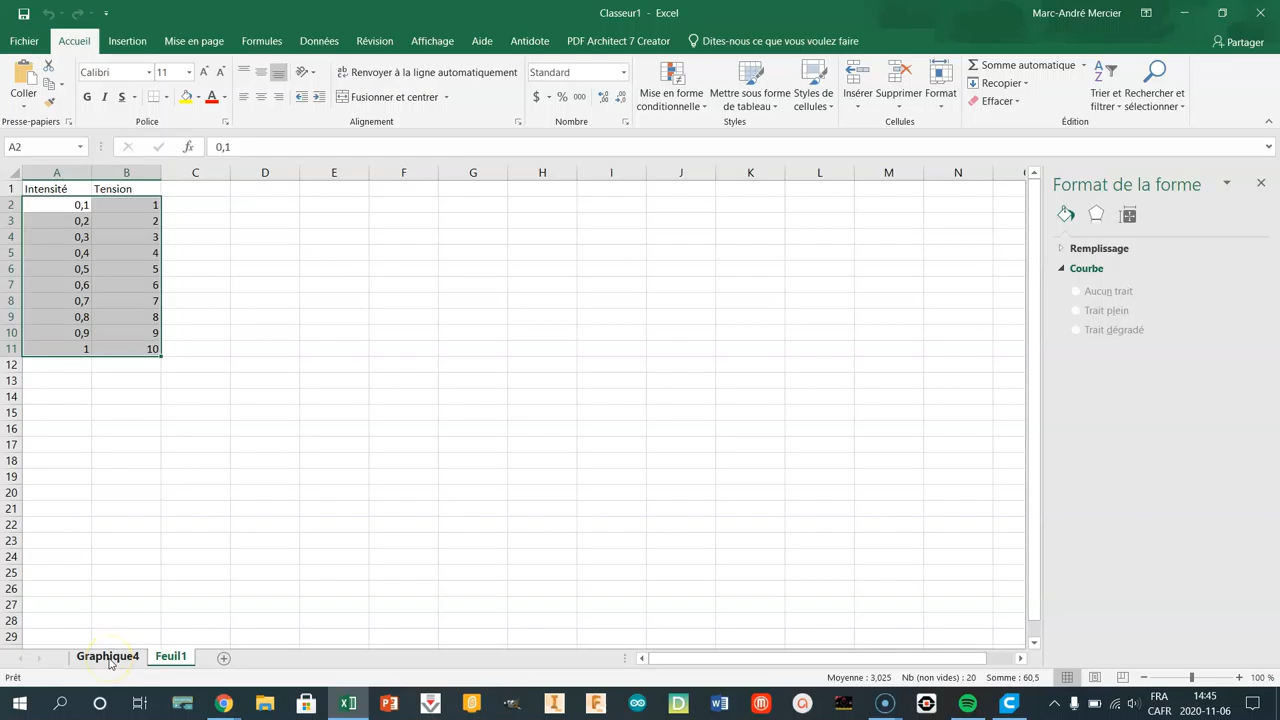 Classeur1 - Excel
Marc-André Mercier
Fichier Accueil Insertion Mise en page Formules Données Révision Affichage Aide Antidote PDF Architect 7 Creator Dites-nous ce que vous voulez faire Partager
Coller
Presse-papiers
Calibri 11
G I S
Police
Renvoyer à la ligne automatiquement
Fusionner et centrer
Alignement
Standard
$ % 000
Nombre
Mise en forme conditionnelle
Mettre sous forme de tableau
Styles de cellules
Styles
Insérer Supprimer Format
Cellules
Somme automatique
Recopier
Effacer
Trier et filtrer
Rechercher et sélectionner
Édition
A2 fx 0,1
A B C D E F G H I J K L M N
1 Intensité Tension
2 0,1 1
3 0,2 2
4 0,3 3
5 0,4 4
6 0,5 5
7 0,6 6
8 0,7 7
9 0,8 8
10 0,9 9
11 1 10
12
13
14
15
16
17
18
19
20
21
22
23
24
25
26
27
28
29
Format de la forme
Remplissage
Courbe
Aucun trait
Trait plein
Trait dégradé
Graphique4 Feuil1
Prêt
Moyenne : 3,025 Nb (non vides) : 20 Somme : 60,5
100 %
FRA
CAFR
14:45
2020-11-06